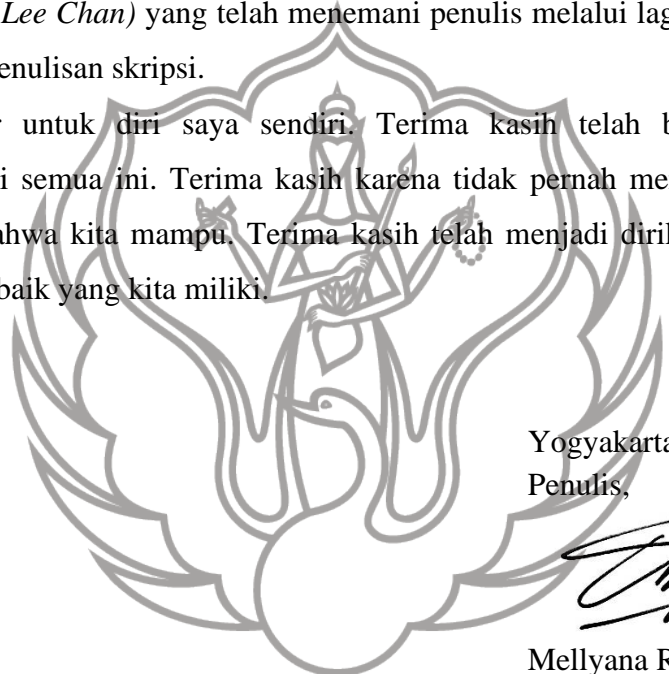 Lee Chan) yang telah menemani penulis melalui lag
enulisan skripsi.
untuk diri saya sendiri. Terima kasih telah b
i semua ini. Terima kasih karena tidak pernah me
ahwa kita mampu. Terima kasih telah menjadi diri
baik yang kita miliki.
Yogyakarta
Penulis,
Mellyana R